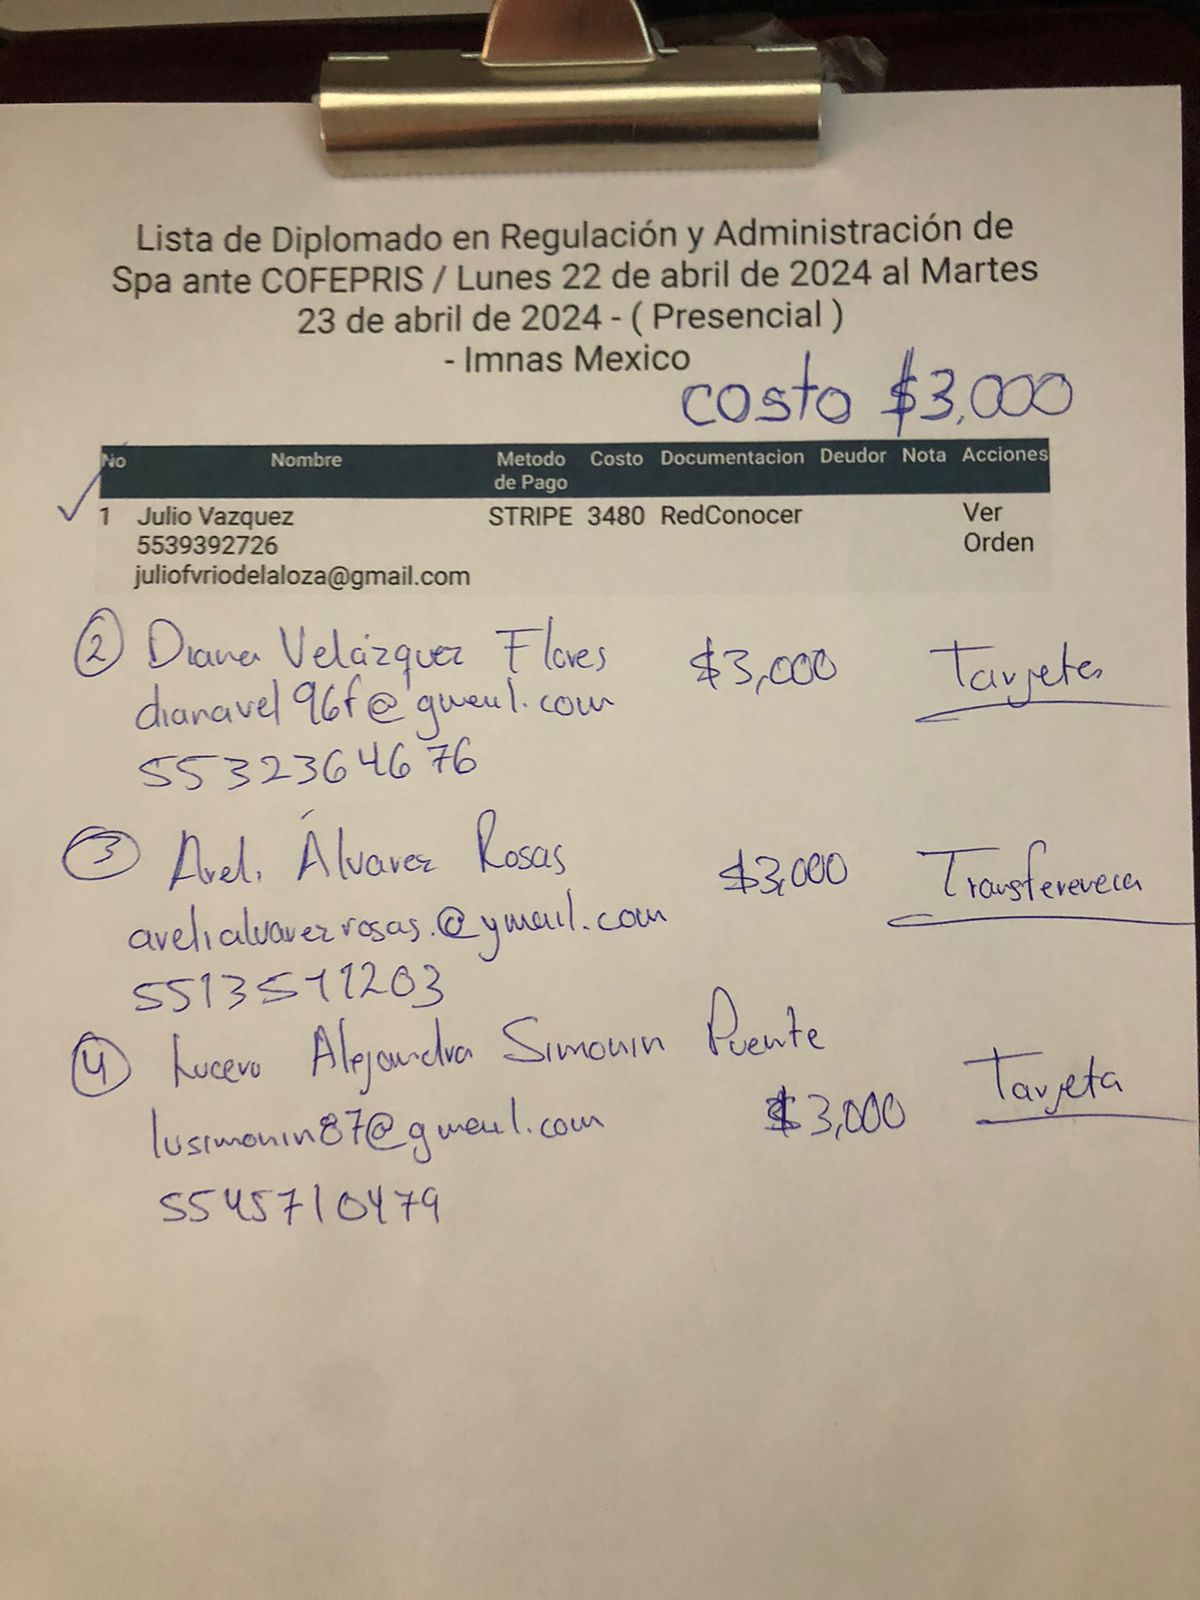 Lista de Diplomado en Regulación y Administración de
Spa ante COFEPRIS / Lunes 22 de abril de 2024 al Martes
23 de abril de 2024 - ( Presencial )
- Imnas Mexico
costo $3,000
No Nombre Metodo de Pago Costo Documentacion Deudor Nota Acciones
1 Julio Vazquez STRIPE 3480 RedConocer Ver
5539392726 Orden
juliofvriodelaloza@gmail.com
2 Diana Velázquez Flores $3,000 Tarjeta
dianavel96f@gmail.com
5532364676
3 Areli Álvarez Rosas $3,000 Transferencia
arelialvarezrosas.@ymail.com
5513511203
4 Lucero Alejandra Simonin Puente
lusimonin87@gmail.com $3,000 Tarjeta
5545710479